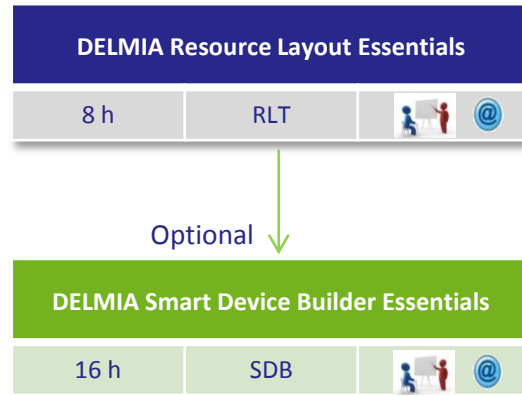 DELMIA Resource Layout Essentials
8 h RLT @
Optional
DELMIA Smart Device Builder Essentials
16 h SDB @